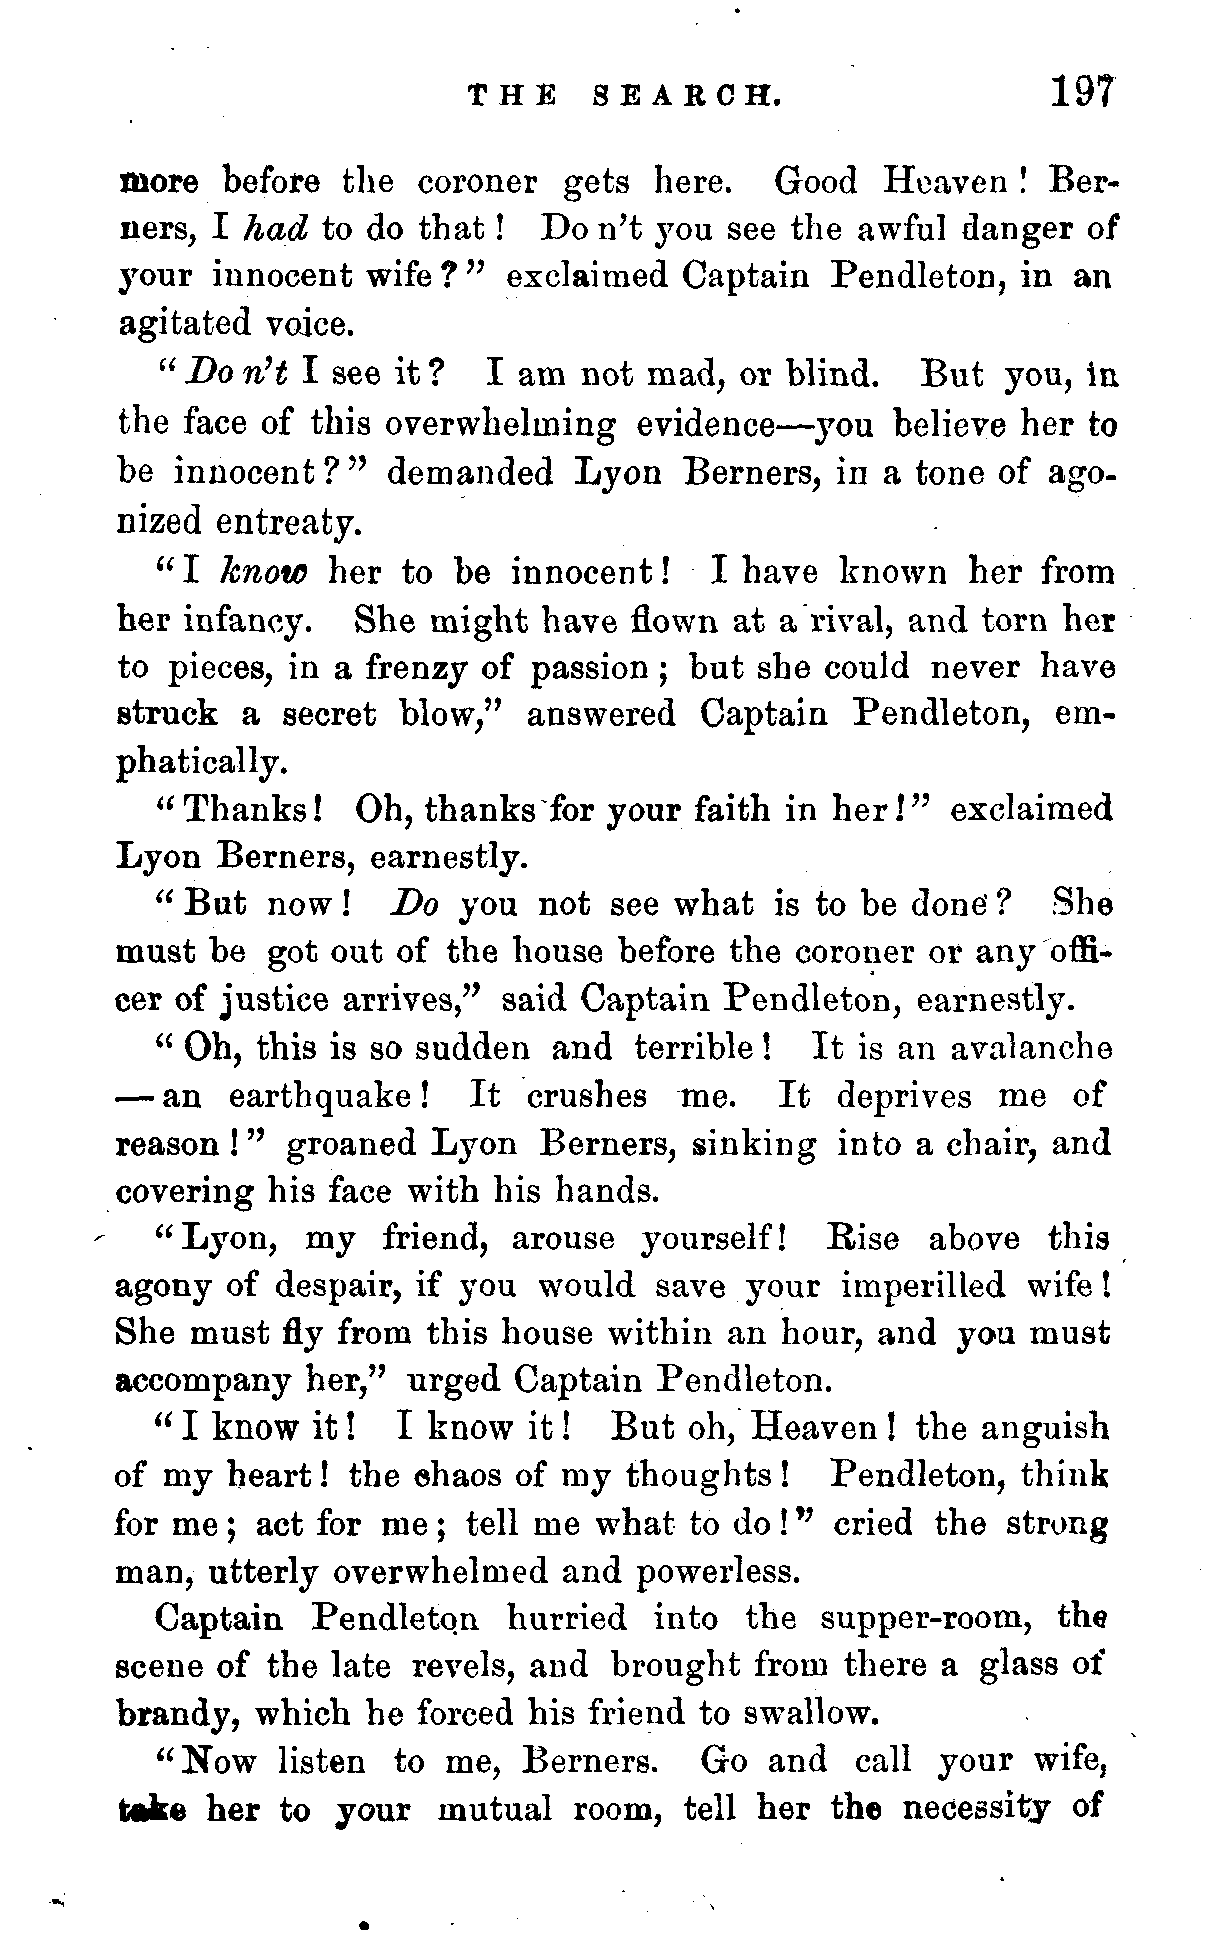 THE SEARCH. 197
more before the coroner gets here. Good Heaven! Ber-
ners, I had to do that! Don't you see the awful danger of
your innocent wife?" exclaimed Captain Pendleton, in an
agitated voice.
"Don't I see it? I am not mad, or blind. But you, in
the face of this overwhelming evidence—you believe her to
be innocent?" demanded Lyon Berners, in a tone of ago-
nized entreaty.
"I know her to be innocent! I have known her from
her infancy. She might have flown at a rival, and torn her
to pieces, in a frenzy of passion; but she could never have
struck a secret blow," answered Captain Pendleton, em-
phatically.
"Thanks! Oh, thanks for your faith in her!" exclaimed
Lyon Berners, earnestly.
"But now! Do you not see what is to be done? She
must be got out of the house before the coroner or any offi-
cer of justice arrives," said Captain Pendleton, earnestly.
"Oh, this is so sudden and terrible! It is an avalanche
—an earthquake! It crushes me. It deprives me of
reason!" groaned Lyon Berners, sinking into a chair, and
covering his face with his hands.
"Lyon, my friend, arouse yourself! Rise above this
agony of despair, if you would save your imperilled wife!
She must fly from this house within an hour, and you must
accompany her," urged Captain Pendleton.
"I know it! I know it! But oh, Heaven! the anguish
of my heart! the chaos of my thoughts! Pendleton, think
for me; act for me; tell me what to do!" cried the strong
man, utterly overwhelmed and powerless.
Captain Pendleton hurried into the supper-room, the
scene of the late revels, and brought from there a glass of
brandy, which he forced his friend to swallow.
"Now listen to me, Berners. Go and call your wife,
take her to your mutual room, tell her the necessity of